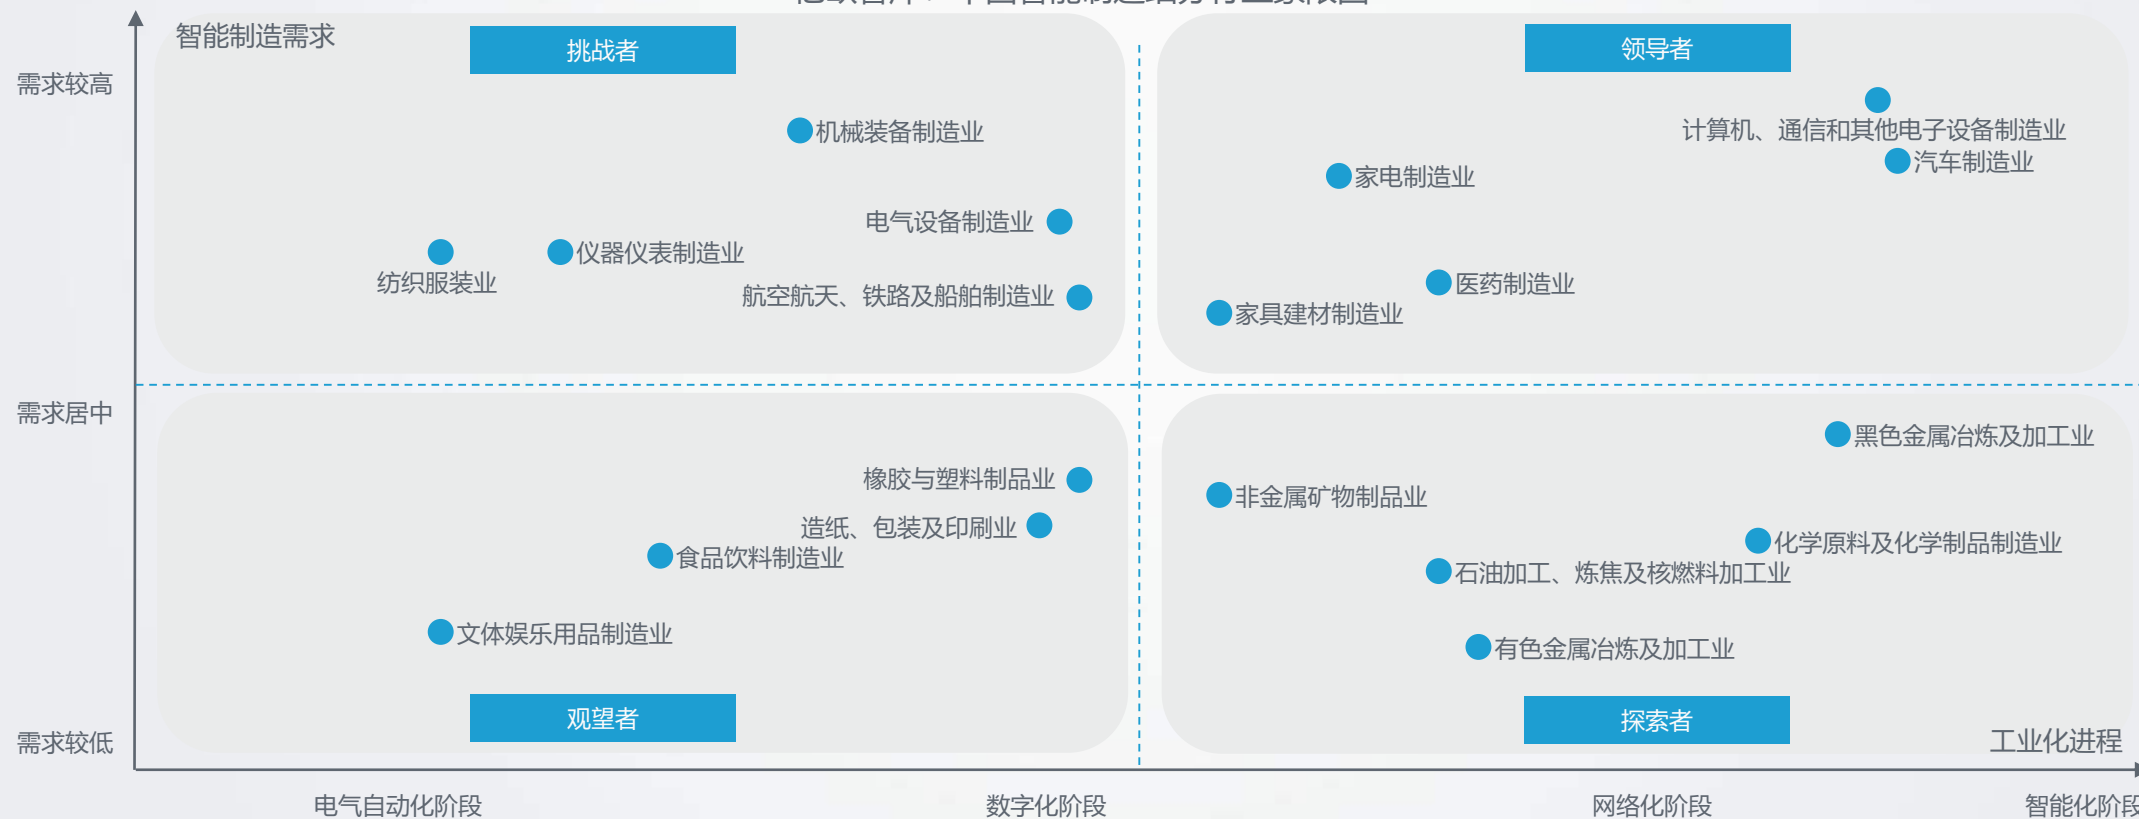 智能制造需求
挑战者
领导者
需求较高
机械装备制造业
计算机、通信和其他电子设备制造业
汽车制造业
家电制造业
电气设备制造业
仪器仪表制造业
纺织服装业
航空航天、铁路及船舶制造业
医药制造业
家具建材制造业
需求居中
黑色金属冶炼及加工业
橡胶与塑料制品业
非金属矿物制品业
造纸、包装及印刷业
食品饮料制造业
化学原料及化学制品制造业
石油加工、炼焦及核燃料加工业
文体娱乐用品制造业
有色金属冶炼及加工业
观望者
探索者
需求较低
工业化进程
电气自动化阶段
数字化阶段
网络化阶段
智能化阶段